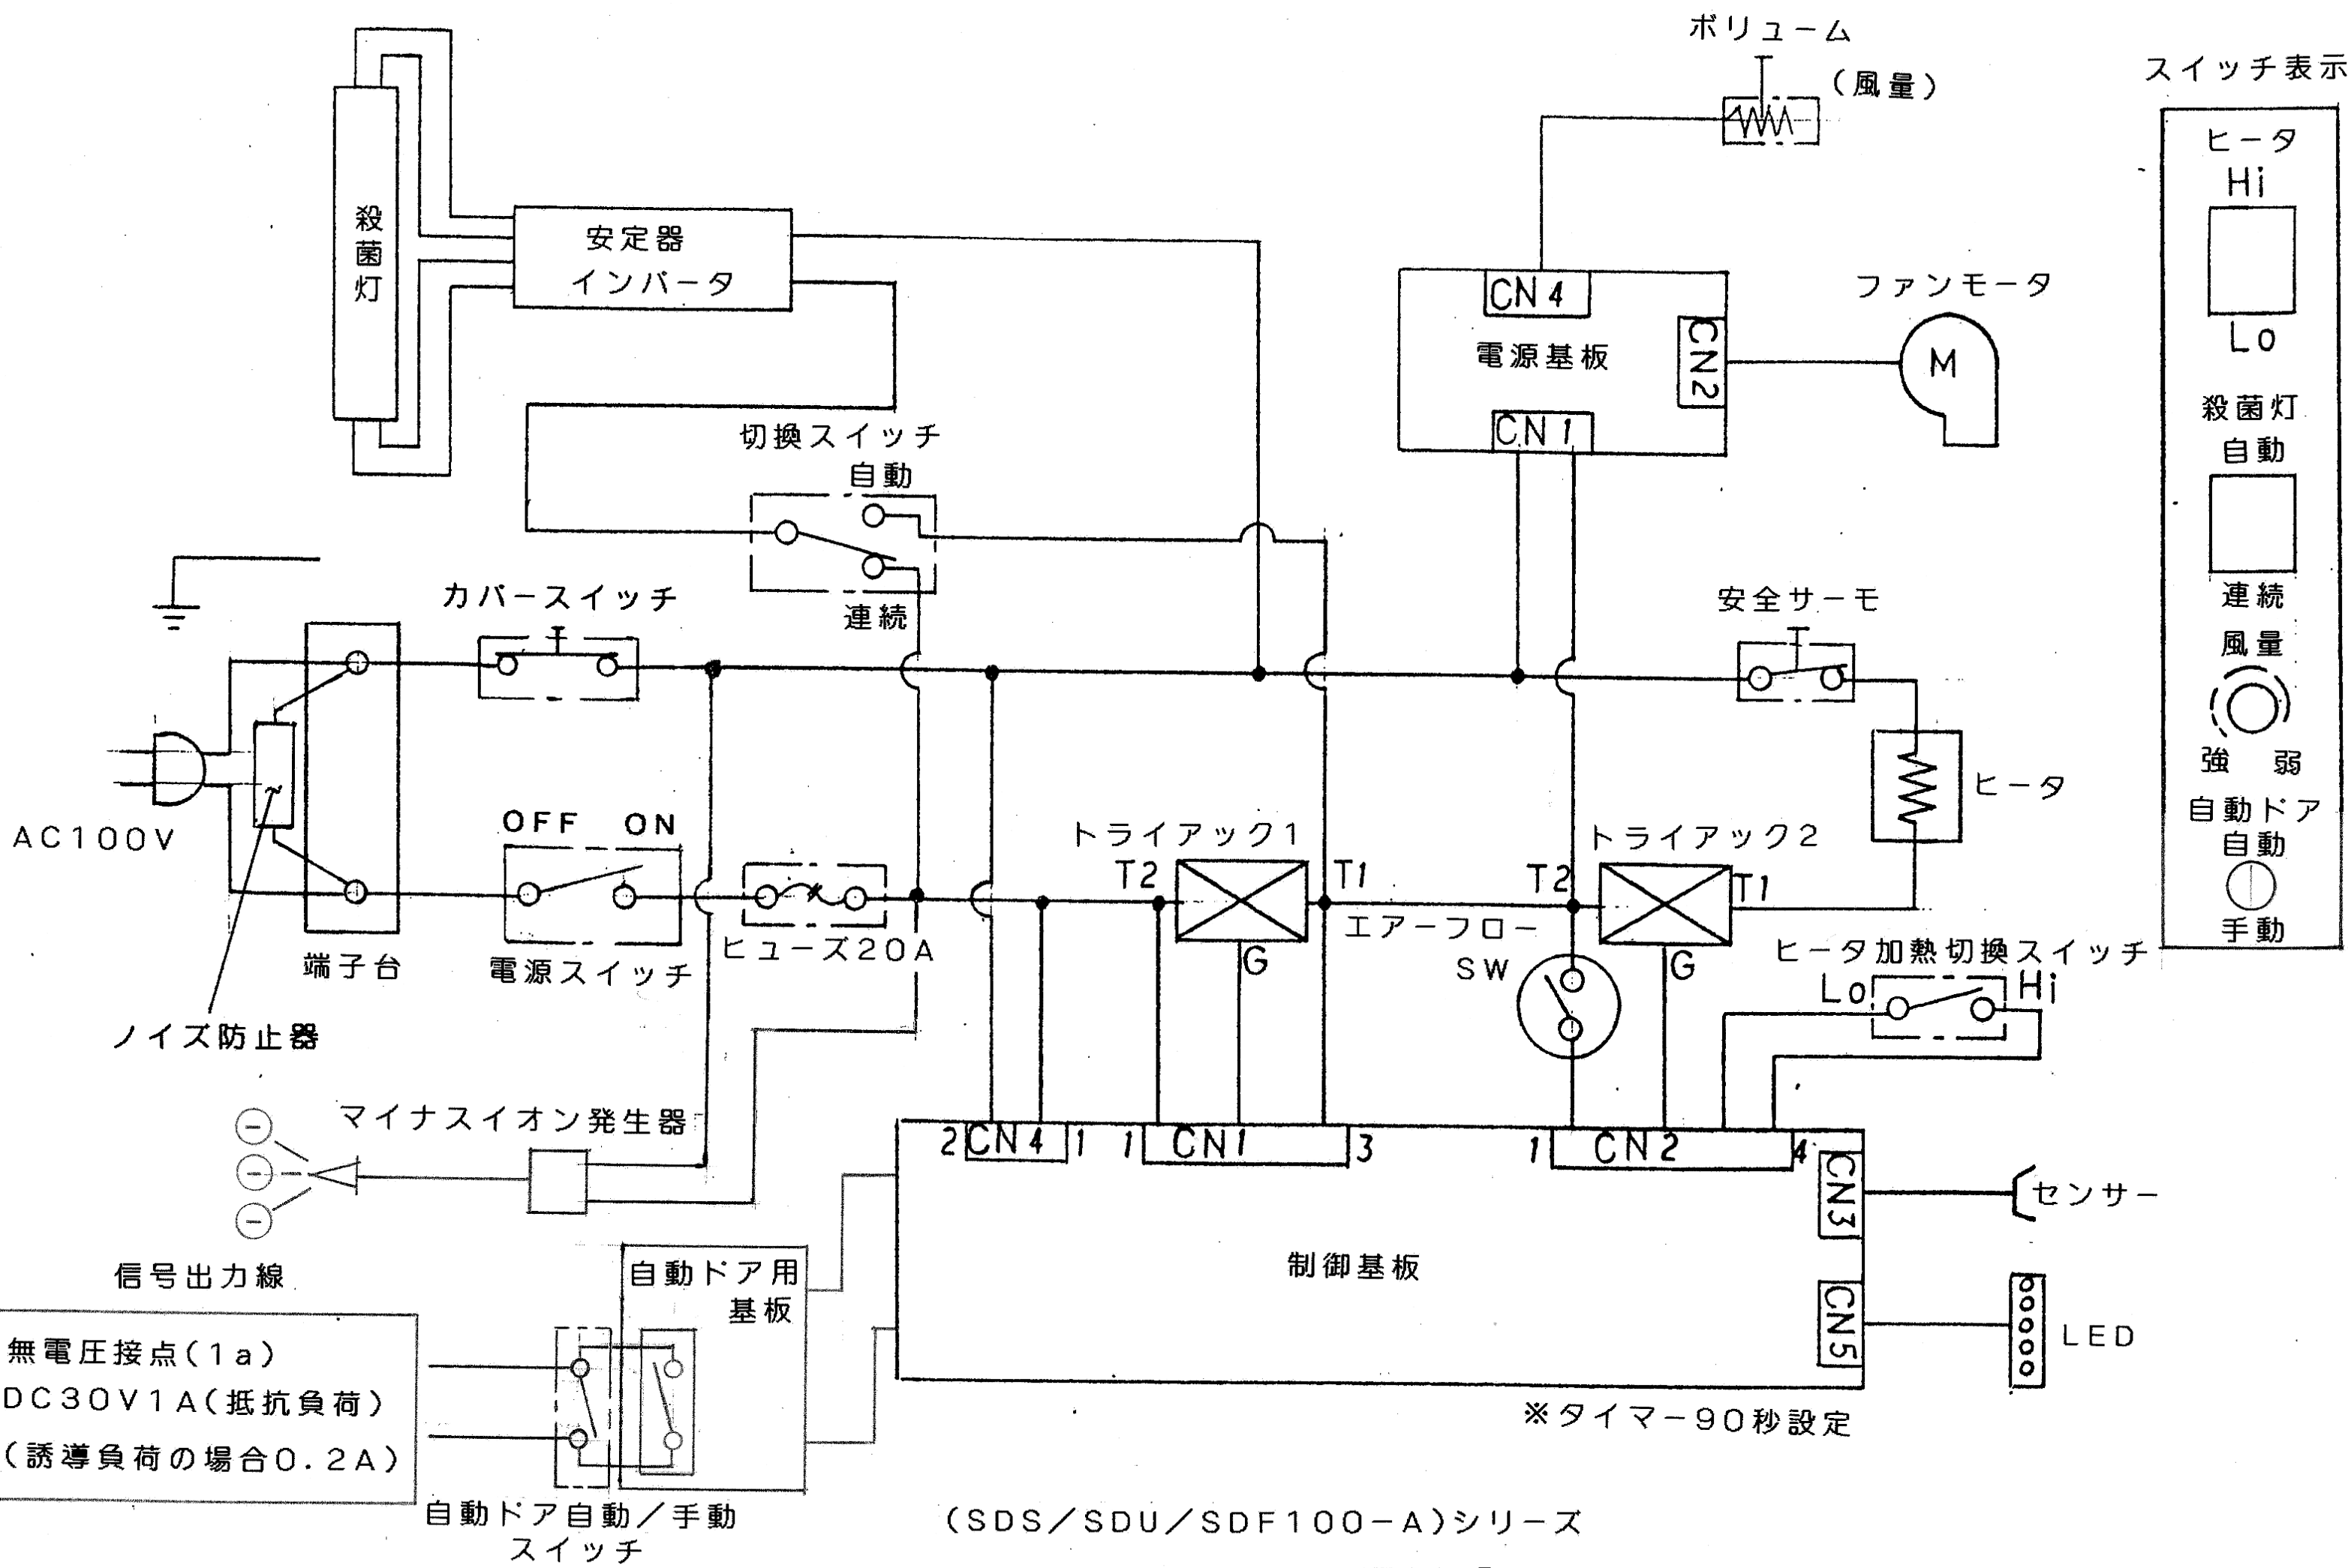 ボリューム
(風量)
スイッチ表示
ヒータ
Hi
Lo
殺菌灯
自動
連続
風量
強 弱
自動ドア
自動
手動
殺菌灯
安定器
インバータ
CN4
電源基板
CN2
CN1
ファンモータ
M
切換スイッチ
自動
連続
カバースイッチ
安全サーモ
ヒータ
AC100V
OFF ON
トライアック1
T2
T1
G
トライアック2
T2
T1
G
エアーフロー
SW
ヒューズ20A
端子台
電源スイッチ
ノイズ防止器
ヒータ加熱切換スイッチ
Lo
Hi
マイナスイオン発生器
2 CN4 1
1 CN1 3
1 CN2 4
CN3
センサー
CN5
LED
制御基板
信号出力線
自動ドア用
基板
無電圧接点(1a)
DC30V1A(抵抗負荷)
(誘導負荷の場合0.2A)
※タイマー90秒設定
自動ドア自動/手動
スイッチ
(SDS/SDU/SDF100-A)シリーズ